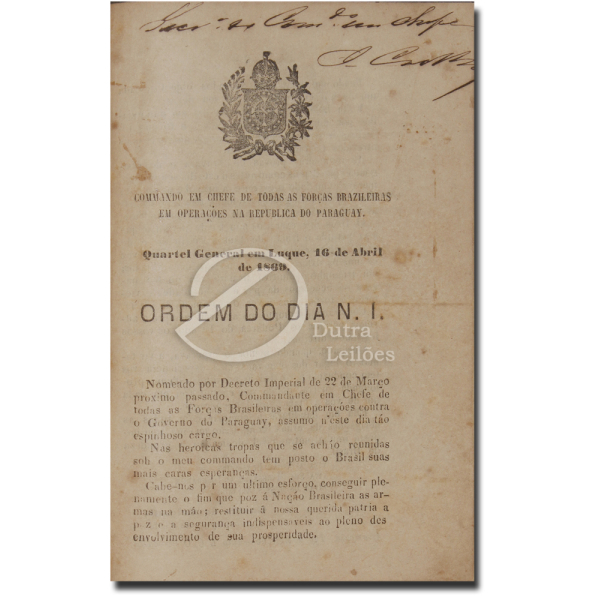 COMMANDO EM CHEFE DE TODAS AS FORÇAS BRAZILEIRAS
EM OPERAÇÕES NA REPUBLICA DO PARAGUAY.
Quartel General em Luque, 16 de Abril
de 1869.
ORDEM DO DIA N. I.
Dutra
Leilões
Nomeado por Decreto Imperial de 22 de Março
proximo passado, Commandante em Chefe de
todas as Forças Brasileiras em operações contra
o Governo do Paraguay, assumo n'este dia tão
espinhoso cargo.
Nas heroicas tropas que se achão reunidas
sob o meu commando tem posto o Brasil suas
mais caras esperanças.
Cabe-nos p r um ultimo esforço, conseguir ple-
namente o fim que poz á Nação Brasileira as ar-
mas na mão; restituir á nossa querida patria a
paz e a segurança indispensaveis ao pleno des
envolvimento de sua prosperidade.